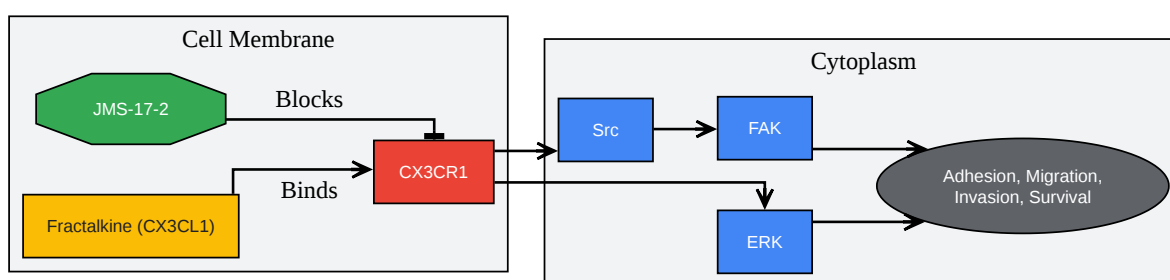 Cell Membrane
JMS-17-2
Blocks
CX3CR1
Binds
Fractalkine (CX3CL1)
Cytoplasm
Src
FAK
ERK
Adhesion, Migration,
Invasion, Survival